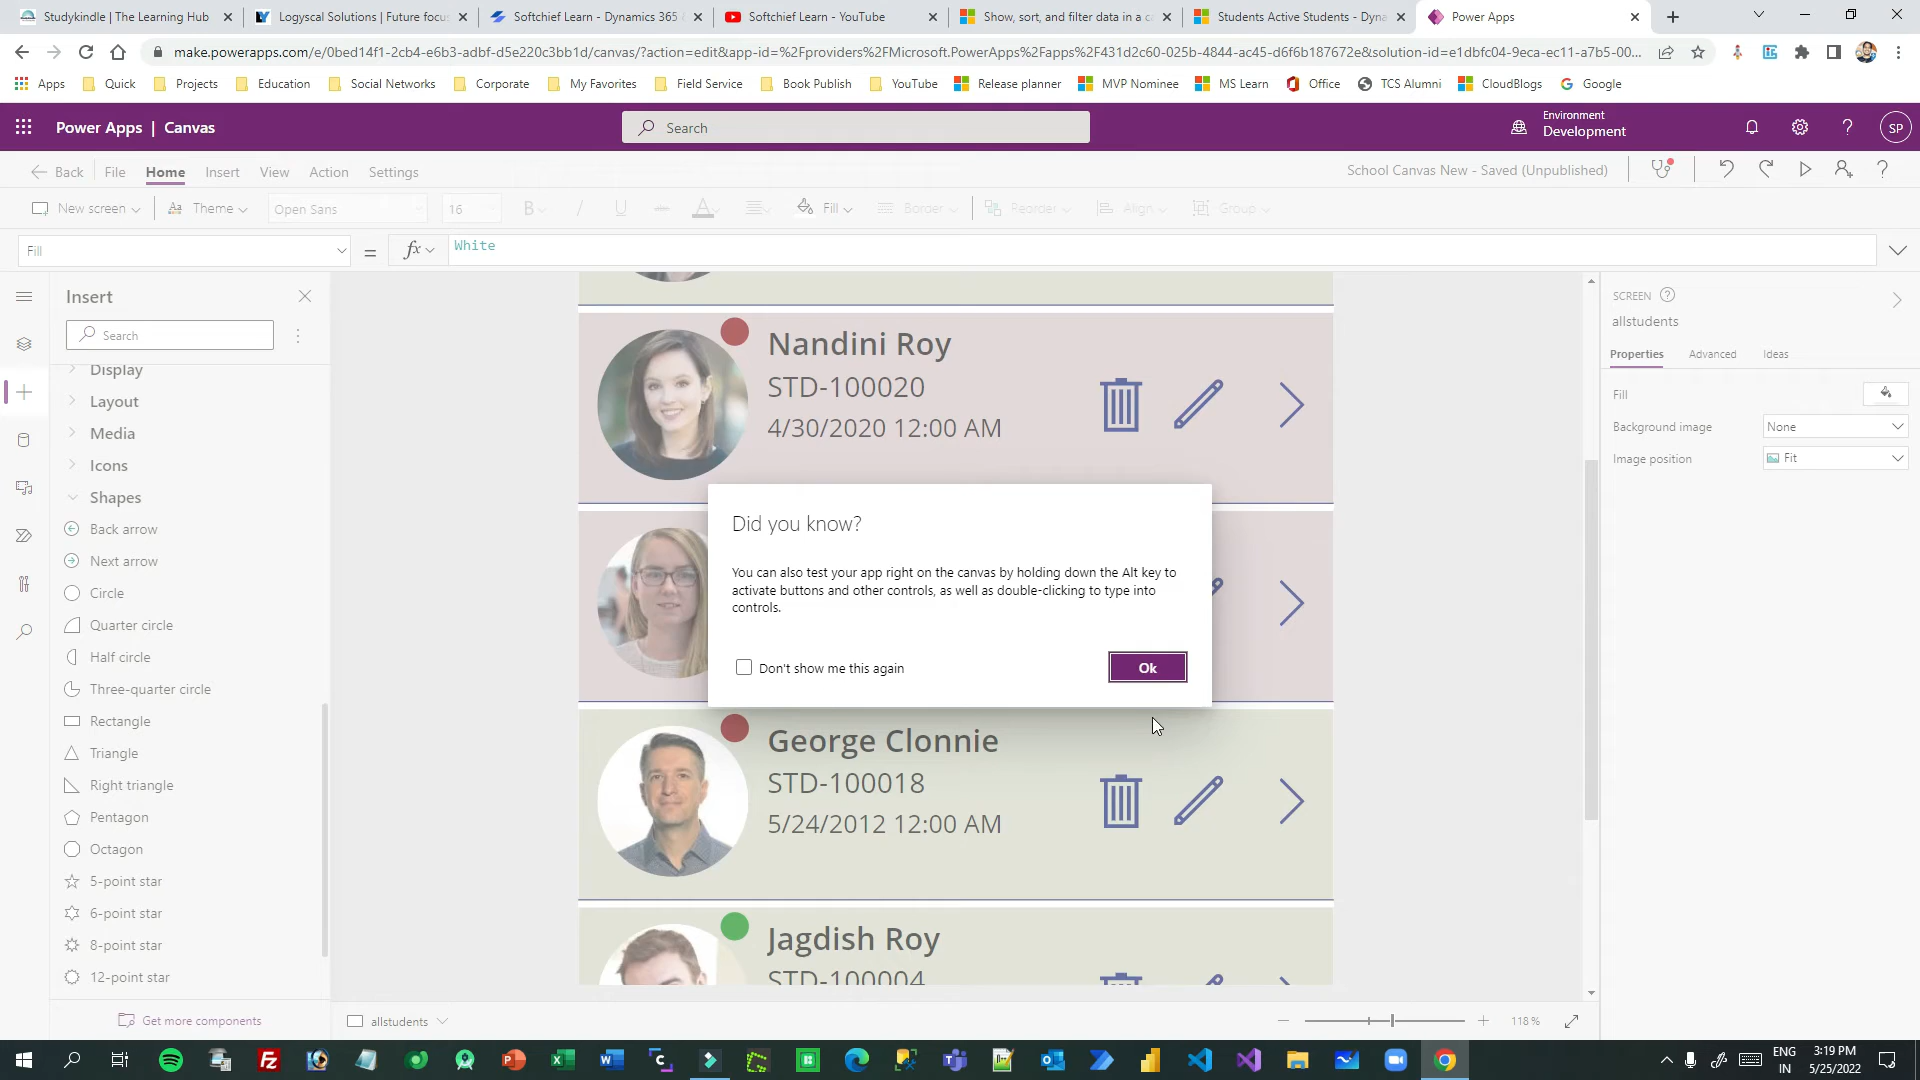 Studykindle | The Learning Hub
Logyscal Solutions | Future focu
Softchief Learn - Dynamics 365
Softchief Learn - YouTube
Show, sort, and filter data in a c
Students Active Students - Dyna
Power Apps
make.powerapps.com/e/0bed14f1-2cb4-e6b3-adbf-d5e220c3bb1d/canvas/?action=edit&app-id=%2Fproviders%2FMicrosoft.PowerApps%2Fapps%2F431d2c60-025b-4844-ac45-d6f6b187672e&solution-id=e1dbfc04-9eca-ec11-a7b5-00...
Apps Quick Projects Education Social Networks Corporate My Favorites Field Service Book Publish YouTube Release planner MVP Nominee MS Learn Office TCS Alumni CloudBlogs Google
Power Apps | Canvas
Search
Environment
Development
SP
Back File Home Insert View Action Settings
School Canvas New - Saved (Unpublished)
New screen Theme Open Sans 16 B Fill Border Reorder Align Group
Fill = fx White
Insert
Search
Display
Layout
Media
Icons
Shapes
Back arrow
Next arrow
Circle
Quarter circle
Half circle
Three-quarter circle
Rectangle
Triangle
Right triangle
Pentagon
Octagon
5-point star
6-point star
8-point star
12-point star
Get more components
Nandini Roy
STD-100020
4/30/2020 12:00 AM
Did you know?
You can also test your app right on the canvas by holding down the Alt key to
activate buttons and other controls, as well as double-clicking to type into
controls.
Don't show me this again
Ok
George Clonnie
STD-100018
5/24/2012 12:00 AM
Jagdish Roy
STD-100004
SCREEN
allstudents
Properties Advanced Ideas
Fill
Background image None
Image position Fit
allstudents
118 %
ENG
IN
3:19 PM
5/25/2022